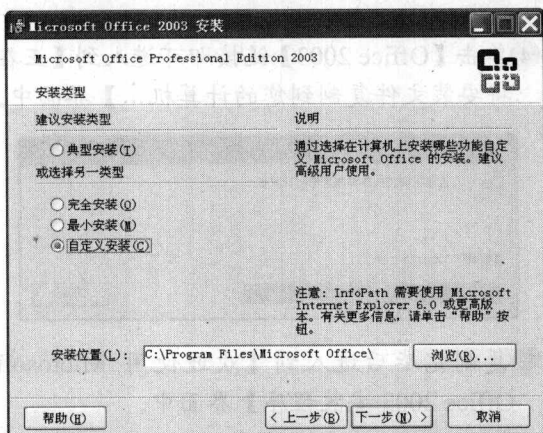 Microsoft Office 2003 安装
Microsoft Office Professional Edition 2003
安装类型
建议安装类型
典型安装(T)
或选择另一类型
完全安装(O)
最小安装(M)
自定义安装(C)
说明
通过选择在计算机上安装哪些功能自定
义 Microsoft Office 的安装。建议
高级用户使用。
注意: InfoPath 需要使用 Microsoft
Internet Explorer 6.0 或更高版
本。有关更多信息,请单击“帮助”按
钮。
安装位置(L): C:\Program Files\Microsoft Office\ 浏览(R)...
帮助(H) < 上一步(B) 下一步(N) > 取消